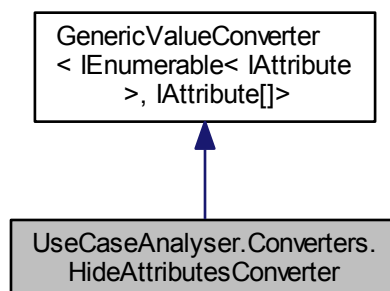 GenericValueConverter
< IEnumerable< IAttribute
>, IAttribute[]>
UseCaseAnalyser.Converters.
HideAttributesConverter